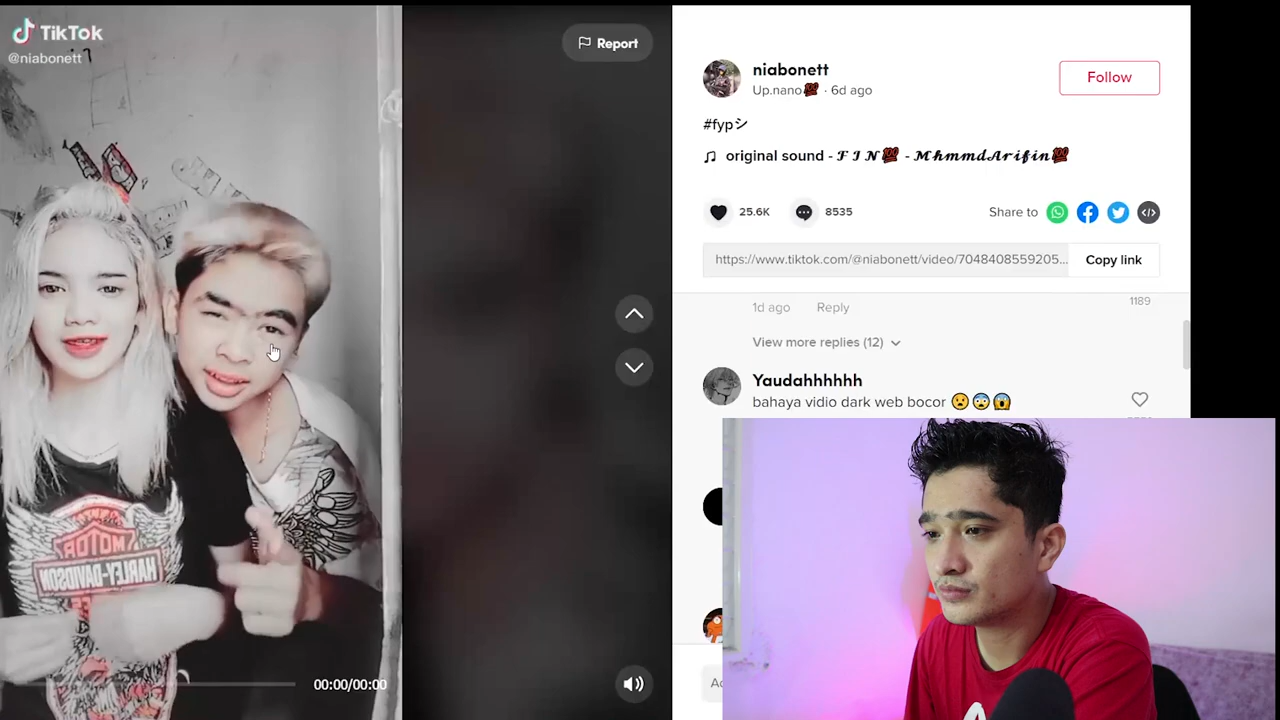 TikTok
@niabonett
MOTOR
HARLEY-DAVIDSON
00:00/00:00
Report
niabonett
Up.nano💯 · 6d ago
Follow
#fypシ
original sound - 𝓕 𝓘 𝓝💯 - 𝓜𝓱𝓶𝓶𝓭𝓐𝓻𝓲𝓯𝓲𝓷💯
25.6K
8535
Share to
https://www.tiktok.com/@niabonett/video/7048408559205...
Copy link
1d ago
Reply
1189
View more replies (12)
Yaudahhhhhh
bahaya vidio dark web bocor 😧😨😱